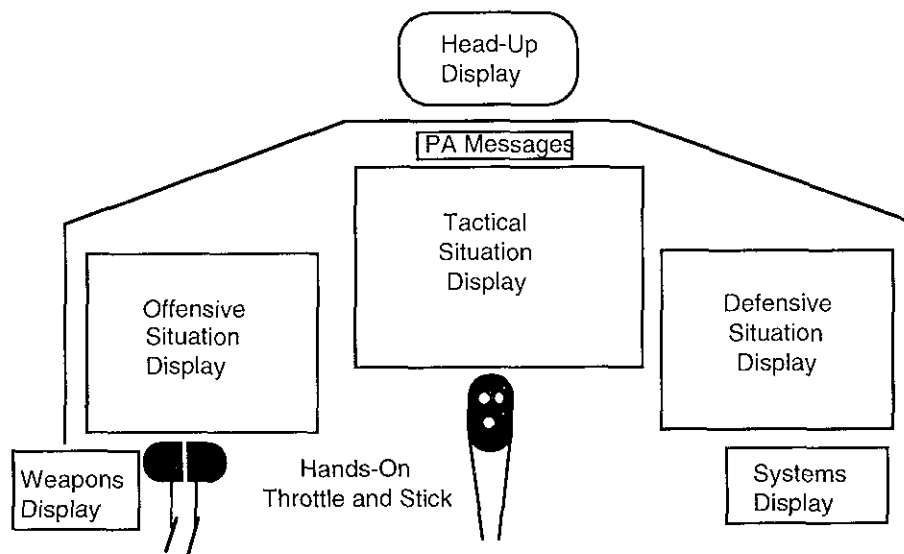 Head-Up
Display
PA Messages
Tactical
Situation
Display
Offensive
Situation
Display
Defensive
Situation
Display
Weapons
Display
Hands-On
Throttle and Stick
Systems
Display